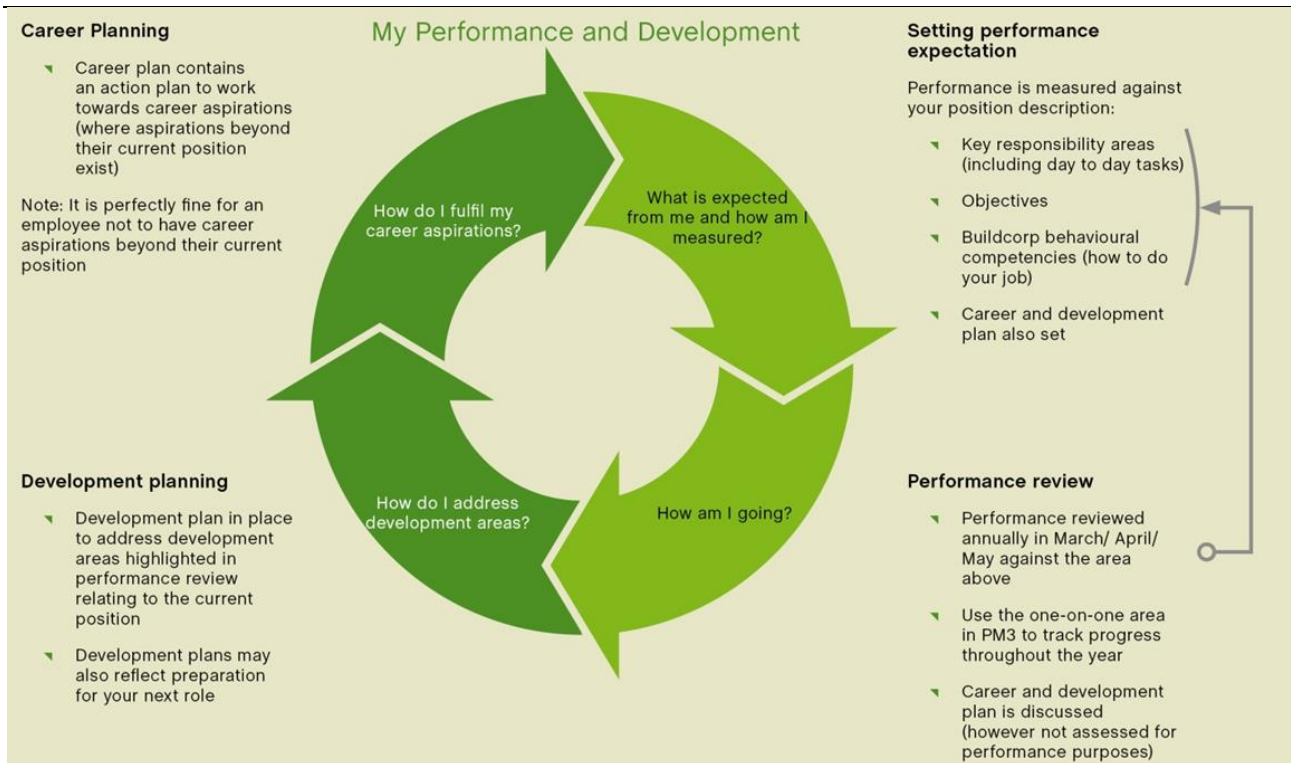 My Performance and Development
Career Planning
Career plan contains
an action plan to work
towards career aspirations
(where aspirations beyond
their current position
exist)
Note: It is perfectly fine for an
employee not to have career
aspirations beyond their current
position
How do I fulfil my
career aspirations?
What is expected
from me and how am I
measured?
Setting performance
expectation
Performance is measured against
your position description:
Key responsibility areas
(including day to day tasks)
Objectives
Buildcorp behavioural
competencies (how to do
your job)
Career and development
plan also set
Development planning
Development plan in place
to address development
areas highlighted in
performance review
relating to the current
position
Development plans may
also reflect preparation
for your next role
How do I address
development areas?
How am I going?
Performance review
Performance reviewed
annually in March/ April/
May against the area
above
Use the one-on-one area
in PM3 to track progress
throughout the year
Career and development
plan is discussed
(however not assessed for
performance purposes)